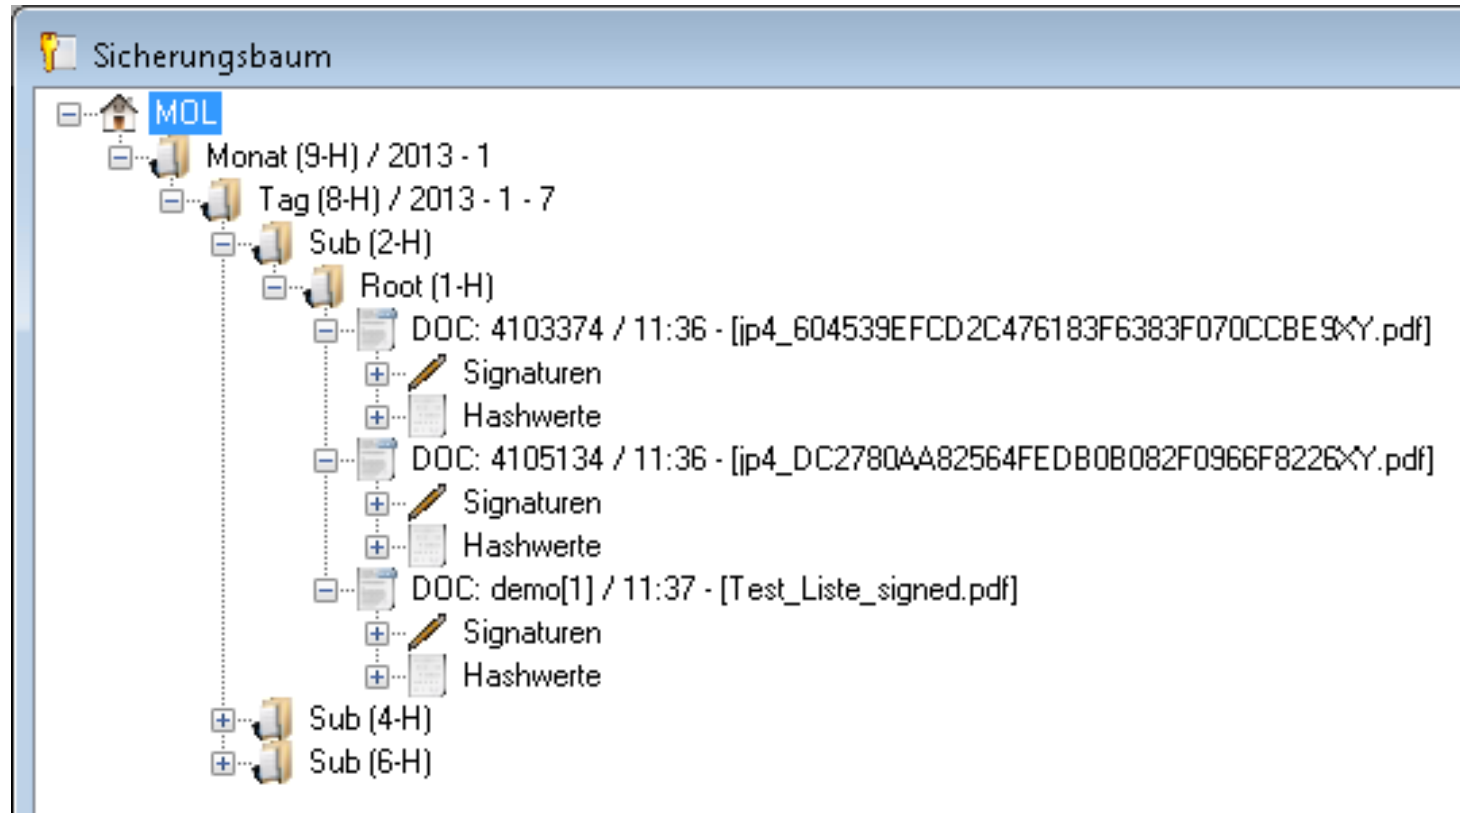 Sicherungsbaum
MOL
Monat (9-H) / 2013 - 1
Tag (8-H) / 2013 - 1 - 7
Sub (2-H)
Root (1-H)
DOC: 4103374 / 11:36 - [jp4_604539EFCD2C476183F6383F070CCBE9XY.pdf]
Signaturen
Hashwerte
DOC: 4105134 / 11:36 - [jp4_DC2780AA82564FEDB0B082F0966F8226XY.pdf]
Signaturen
Hashwerte
DOC: demo[1] / 11:37 - [Test_Liste_signed.pdf]
Signaturen
Hashwerte
Sub (4-H)
Sub (6-H)